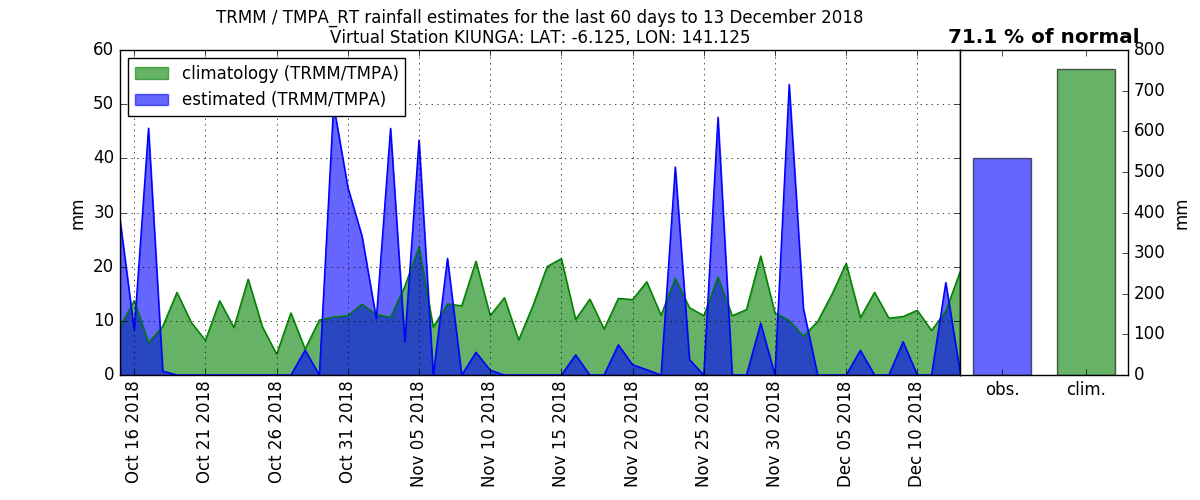 TRMM / TMPA_RT rainfall estimates for the last 60 days to 13 December 2018
Virtual Station KIUNGA: LAT: -6.125, LON: 141.125
71.1 % of normal
climatology (TRMM/TMPA)
estimated (TRMM/TMPA)
60
50
40
30
20
10
0
mm
Oct 16 2018
Oct 21 2018
Oct 26 2018
Oct 31 2018
Nov 05 2018
Nov 10 2018
Nov 15 2018
Nov 20 2018
Nov 25 2018
Nov 30 2018
Dec 05 2018
Dec 10 2018
obs.
clim.
800
700
600
500
400
300
200
100
0
mm